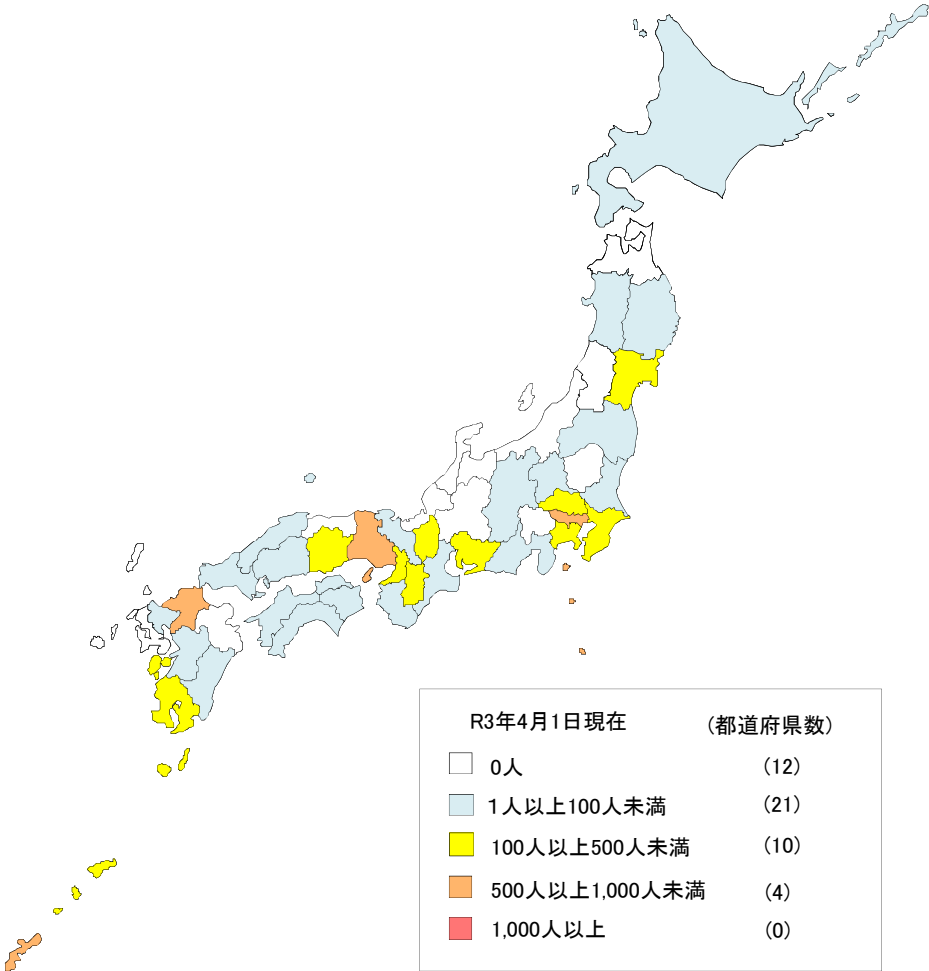 R3年4月1日現在 (都道府県数)
0人 (12)
1人以上100人未満 (21)
100人以上500人未満 (10)
500人以上1,000人未満 (4)
1,000人以上 (0)